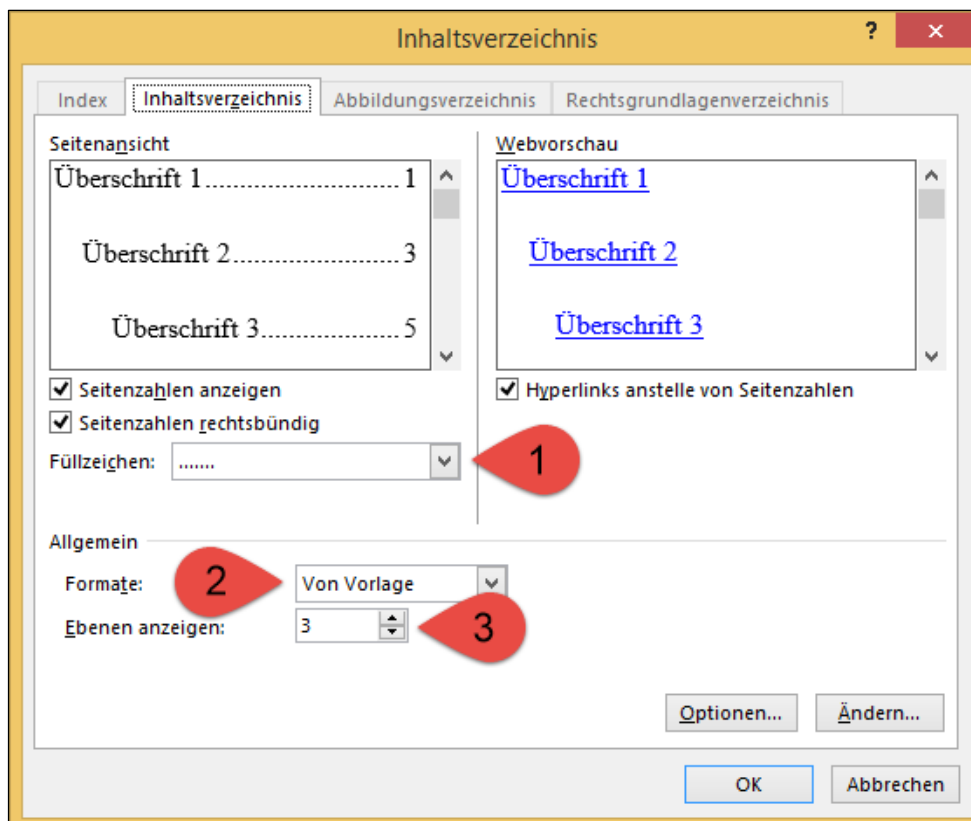 Inhaltsverzeichnis ? ×
Index Inhaltsverzeichnis Abbildungsverzeichnis Rechtsgrundlagenverzeichnis
Seitenansicht
Überschrift 1............................ 1
Überschrift 2........................ 3
Überschrift 3.................... 5
Seitenzahlen anzeigen
Seitenzahlen rechtsbündig
Füllzeichen: ....... 1
Webvorschau
Überschrift 1
Überschrift 2
Überschrift 3
Hyperlinks anstelle von Seitenzahlen
Allgemein
Formate: 2 Von Vorlage
Ebenen anzeigen: 3 3
Optionen... Ändern...
OK Abbrechen